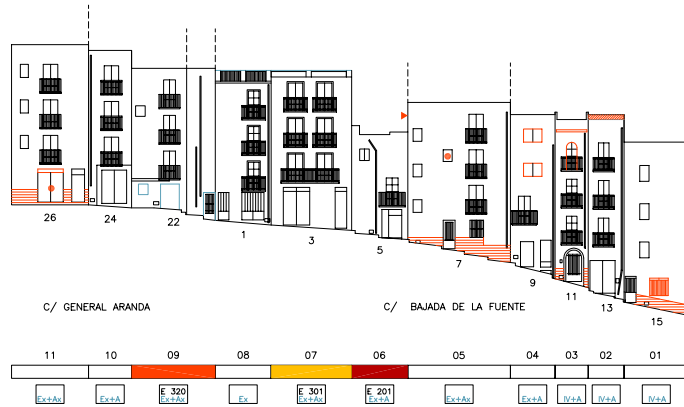 26 24 22 1 3 5 7 9 11 13 15
C/ GENERAL ARANDA C/ BAJADA DE LA FUENTE
11 10 09 08 07 06 05 04 03 02 01
E 320 E 301 E 201
Ex+Ax Ex+A Ex+Ax Ex Ex+Ax Ex+A Ex+Ax Ex+A IV+A IV+A IV+A